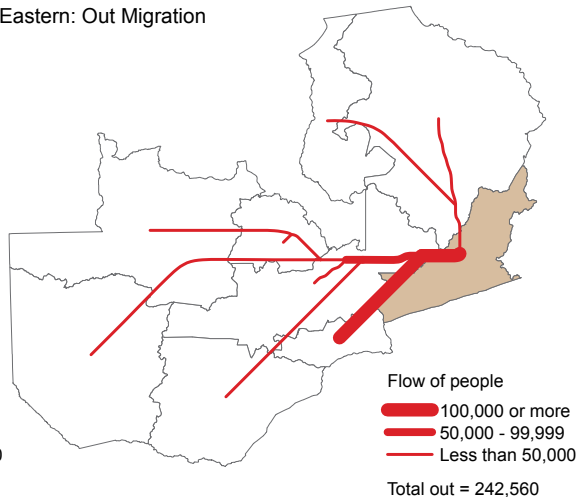 Eastern: Out Migration
Flow of people
100,000 or more
50,000 - 99,999
Less than 50,000
Total out = 242,560